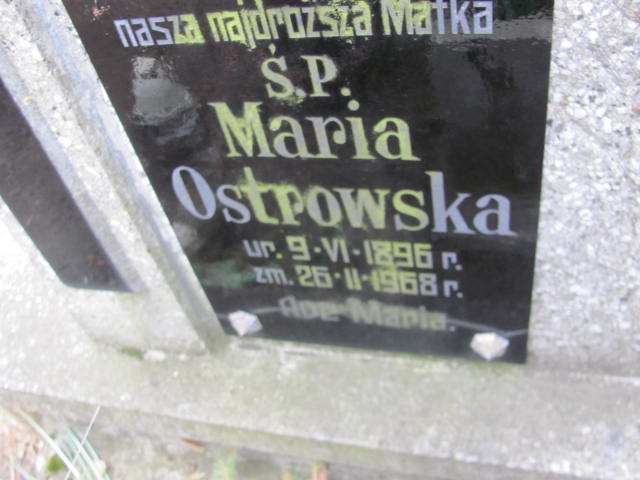 nasza najdroższa Matka
Ś.P.
Maria
Ostrowska
ur. 9·VI·1896 r.
zm. 26·II·1968 r.
Ave Maria.